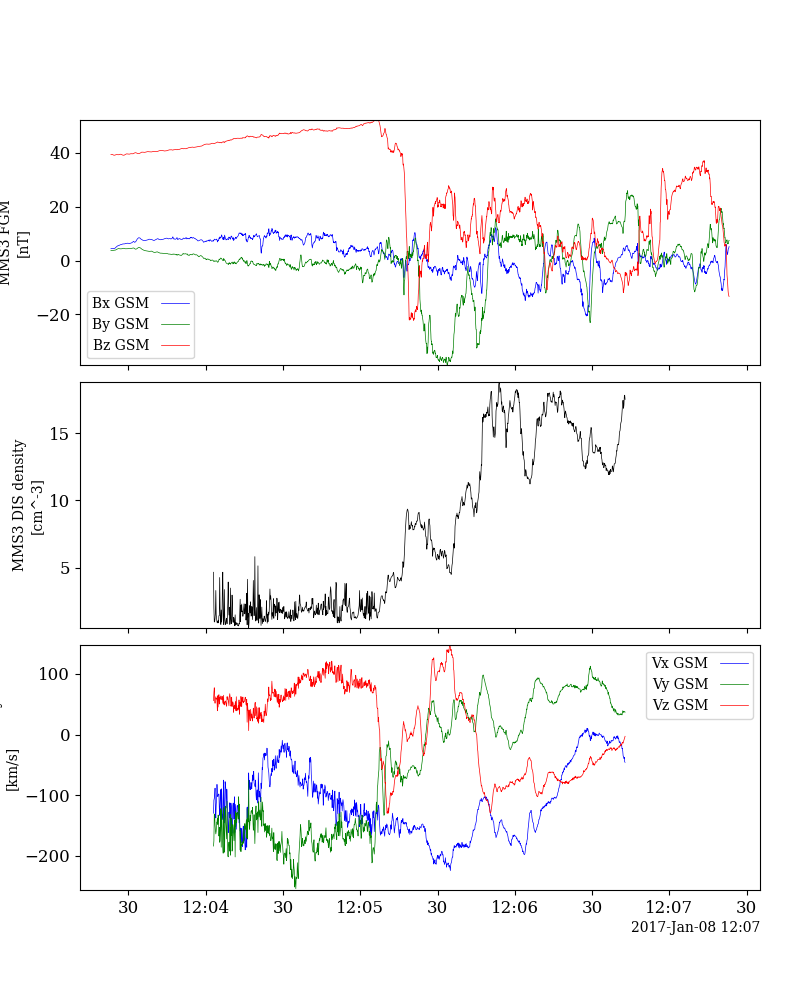 40
20
0
−20
MMS3 FGM
[nT]
Bx GSM
By GSM
Bz GSM
15
10
5
MMS3 DIS density
[cm^-3]
100
0
−100
−200
[km/s]
Vx GSM
Vy GSM
Vz GSM
30 12:04 30 12:05 30 12:06 30 12:07 30
2017-Jan-08 12:07